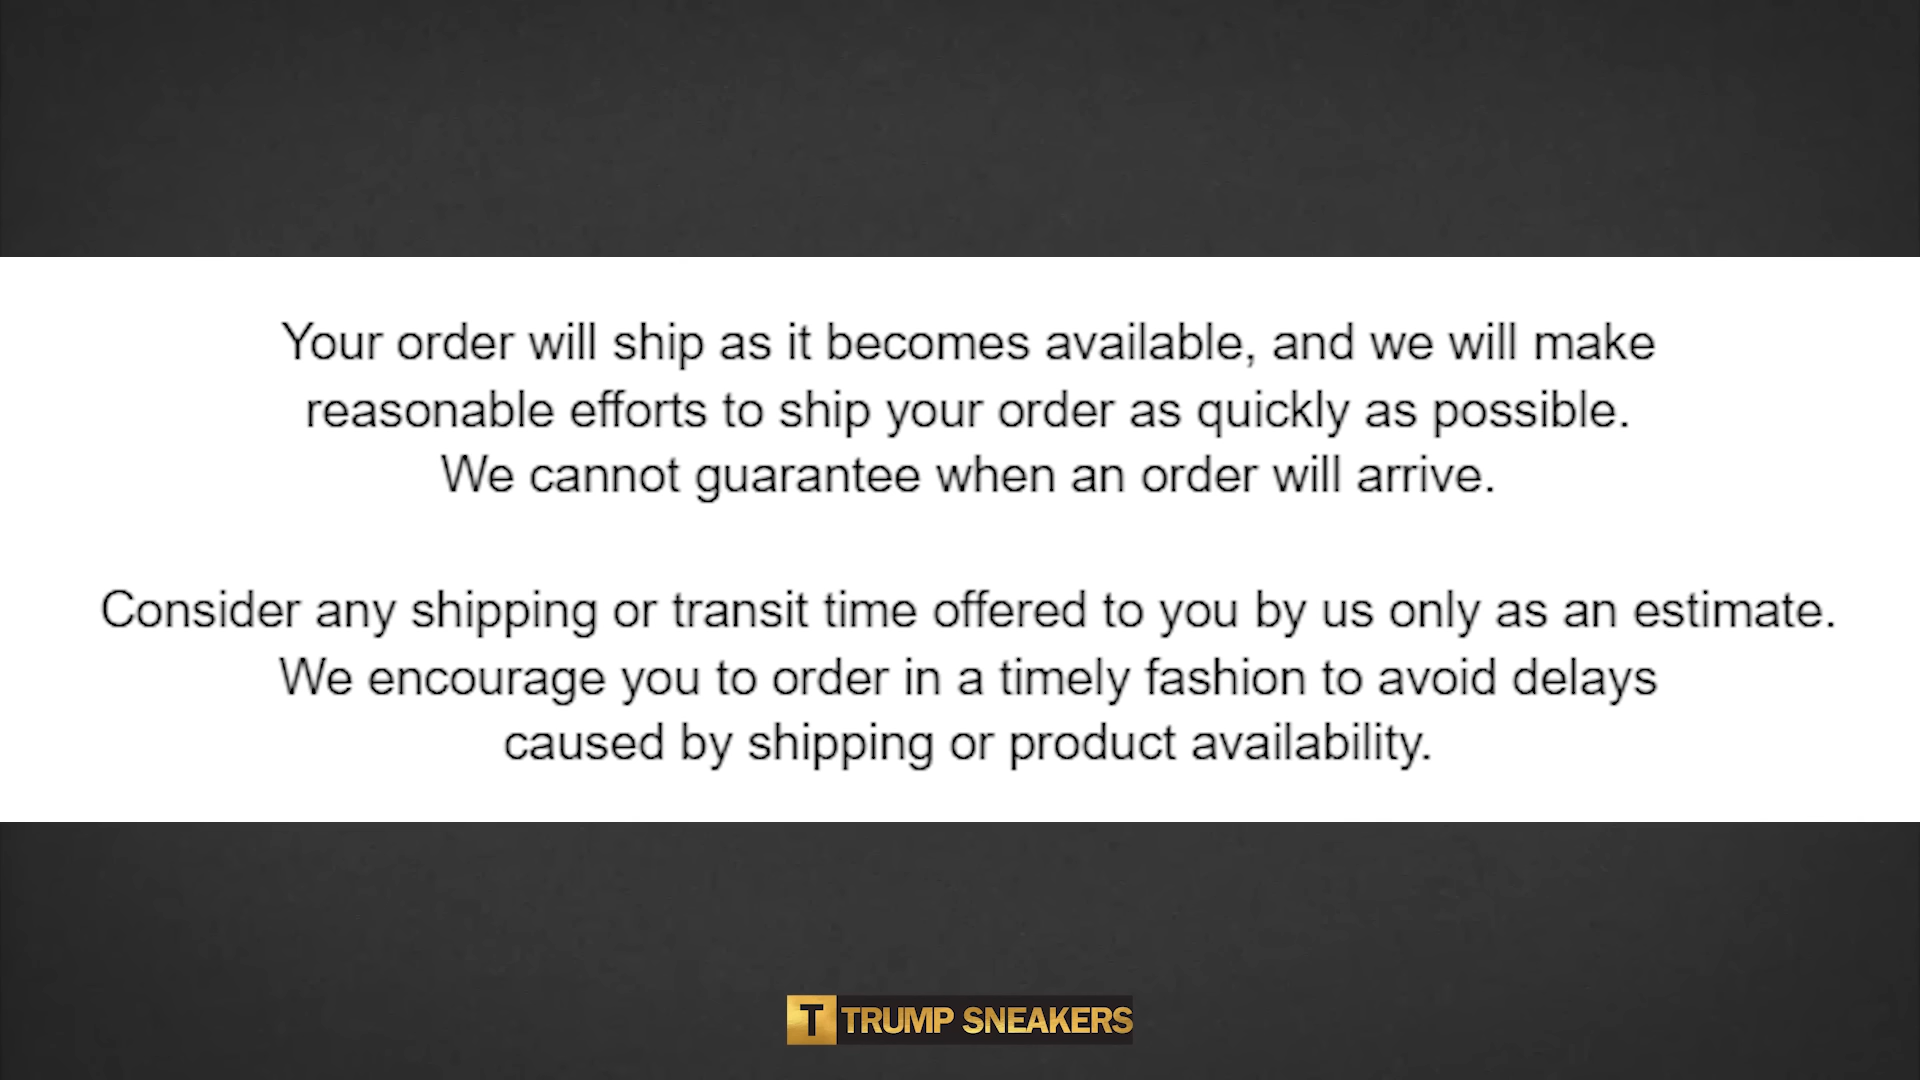 Your order will ship as it becomes available, and we will make
reasonable efforts to ship your order as quickly as possible.
We cannot guarantee when an order will arrive.
Consider any shipping or transit time offered to you by us only as an estimate.
We encourage you to order in a timely fashion to avoid delays
caused by shipping or product availability.
T TRUMP SNEAKERS